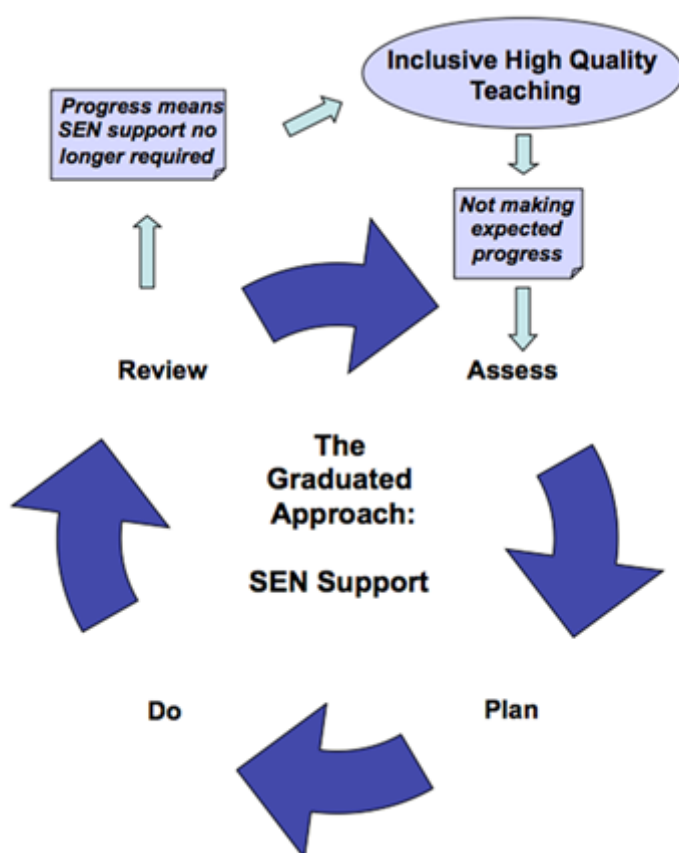 Inclusive High Quality
Teaching
Progress means
SEN support no
longer required
Not making
expected
progress
Review
Assess
The
Graduated
Approach:
SEN Support
Do
Plan